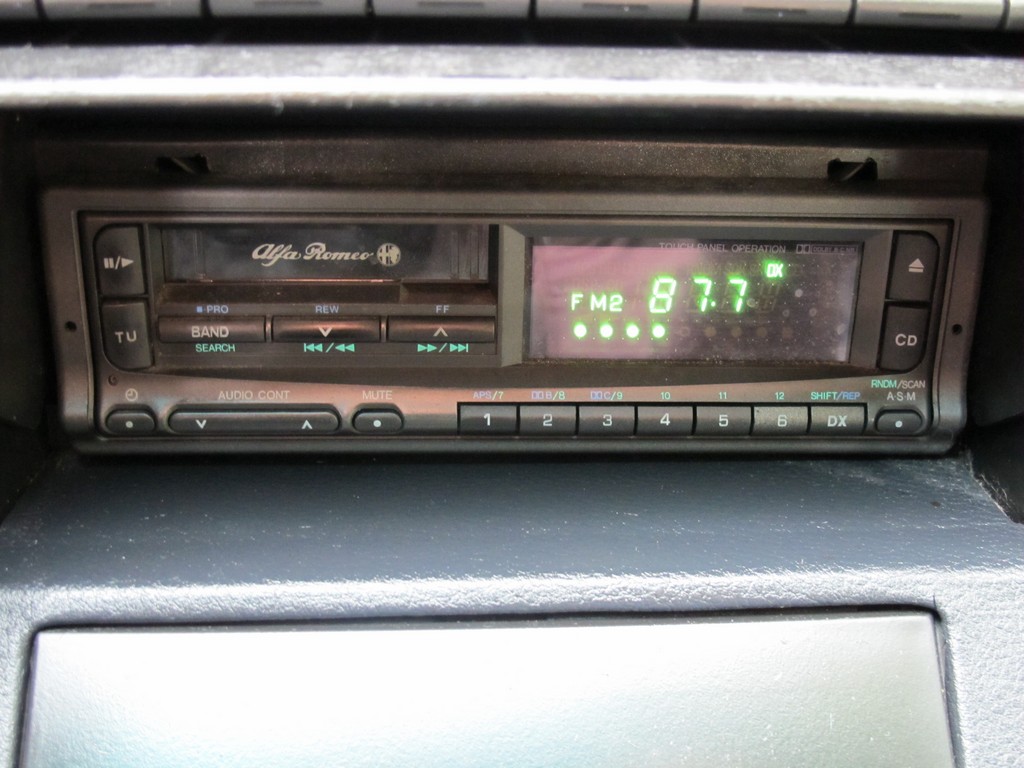 Alfa Romeo
TOUCH PANEL OPERATION
DX
FM2 87.7
TU
PRO REW FF
BAND
SEARCH
CD
AUDIO CONT MUTE
APS/7 B/8 C/9 10 11 12 SHIFT/REP
RNDM/SCAN
A·S·M
1 2 3 4 5 6 DX